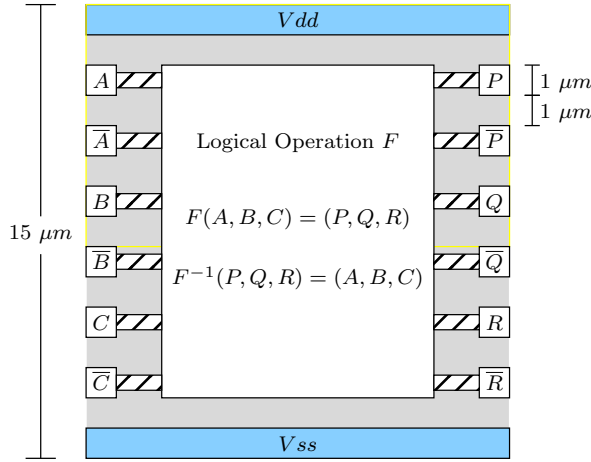 Vdd
A P 1 μm
1 μm
A̅ P̅
Logical Operation F
B Q
15 μm
F(A, B, C) = (P, Q, R)
B̅ Q̅
F⁻¹(P, Q, R) = (A, B, C)
C R
C̅ R̅
Vss